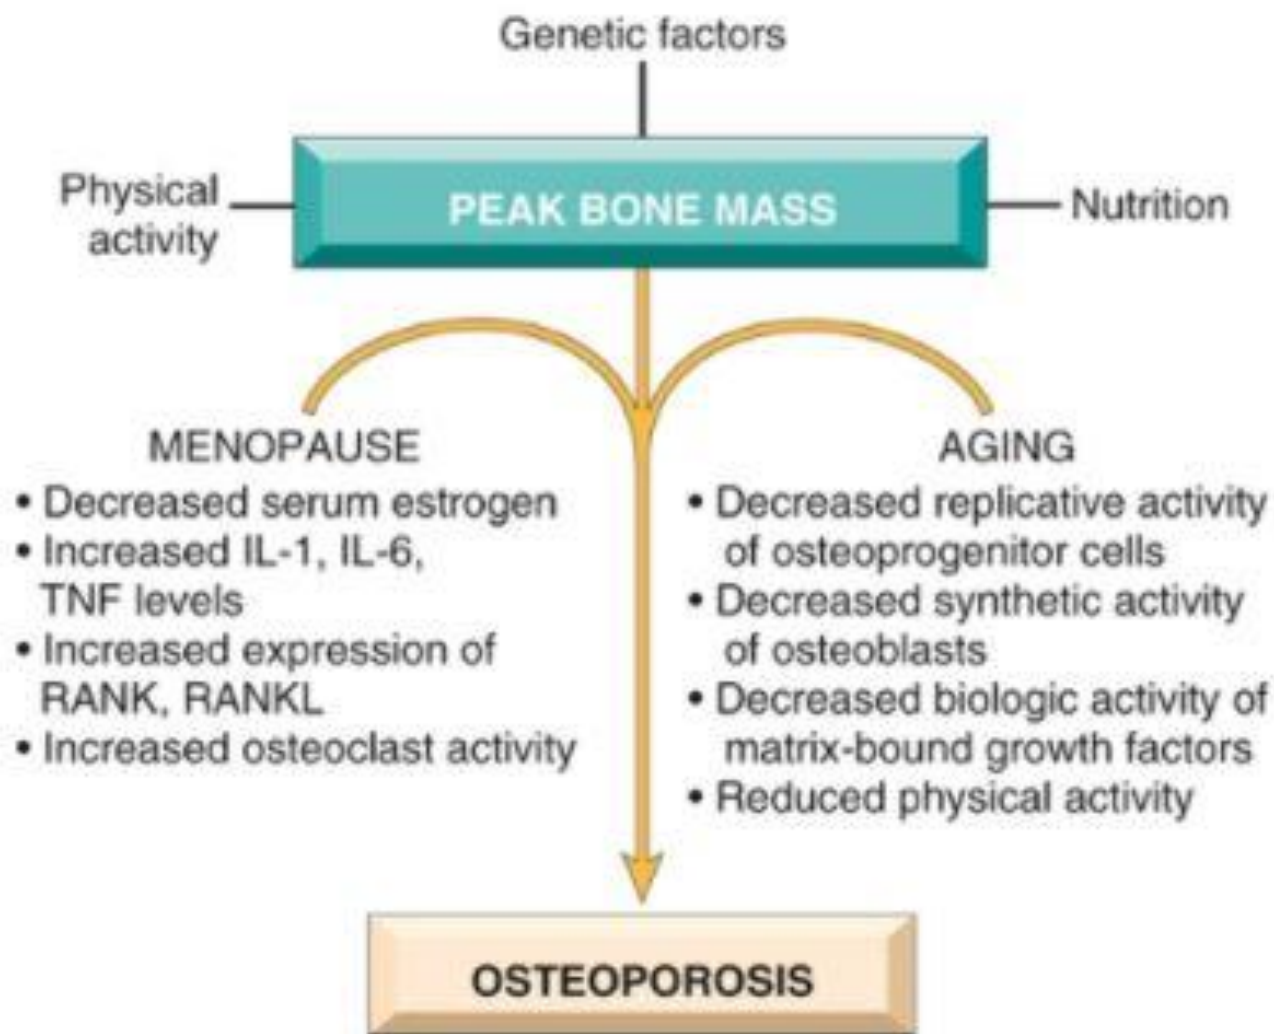 Genetic factors
Physical
activity
PEAK BONE MASS
Nutrition
MENOPAUSE
• Decreased serum estrogen
• Increased IL-1, IL-6,
TNF levels
• Increased expression of
RANK, RANKL
• Increased osteoclast activity
AGING
• Decreased replicative activity
of osteoprogenitor cells
• Decreased synthetic activity
of osteoblasts
• Decreased biologic activity of
matrix-bound growth factors
• Reduced physical activity
OSTEOPOROSIS